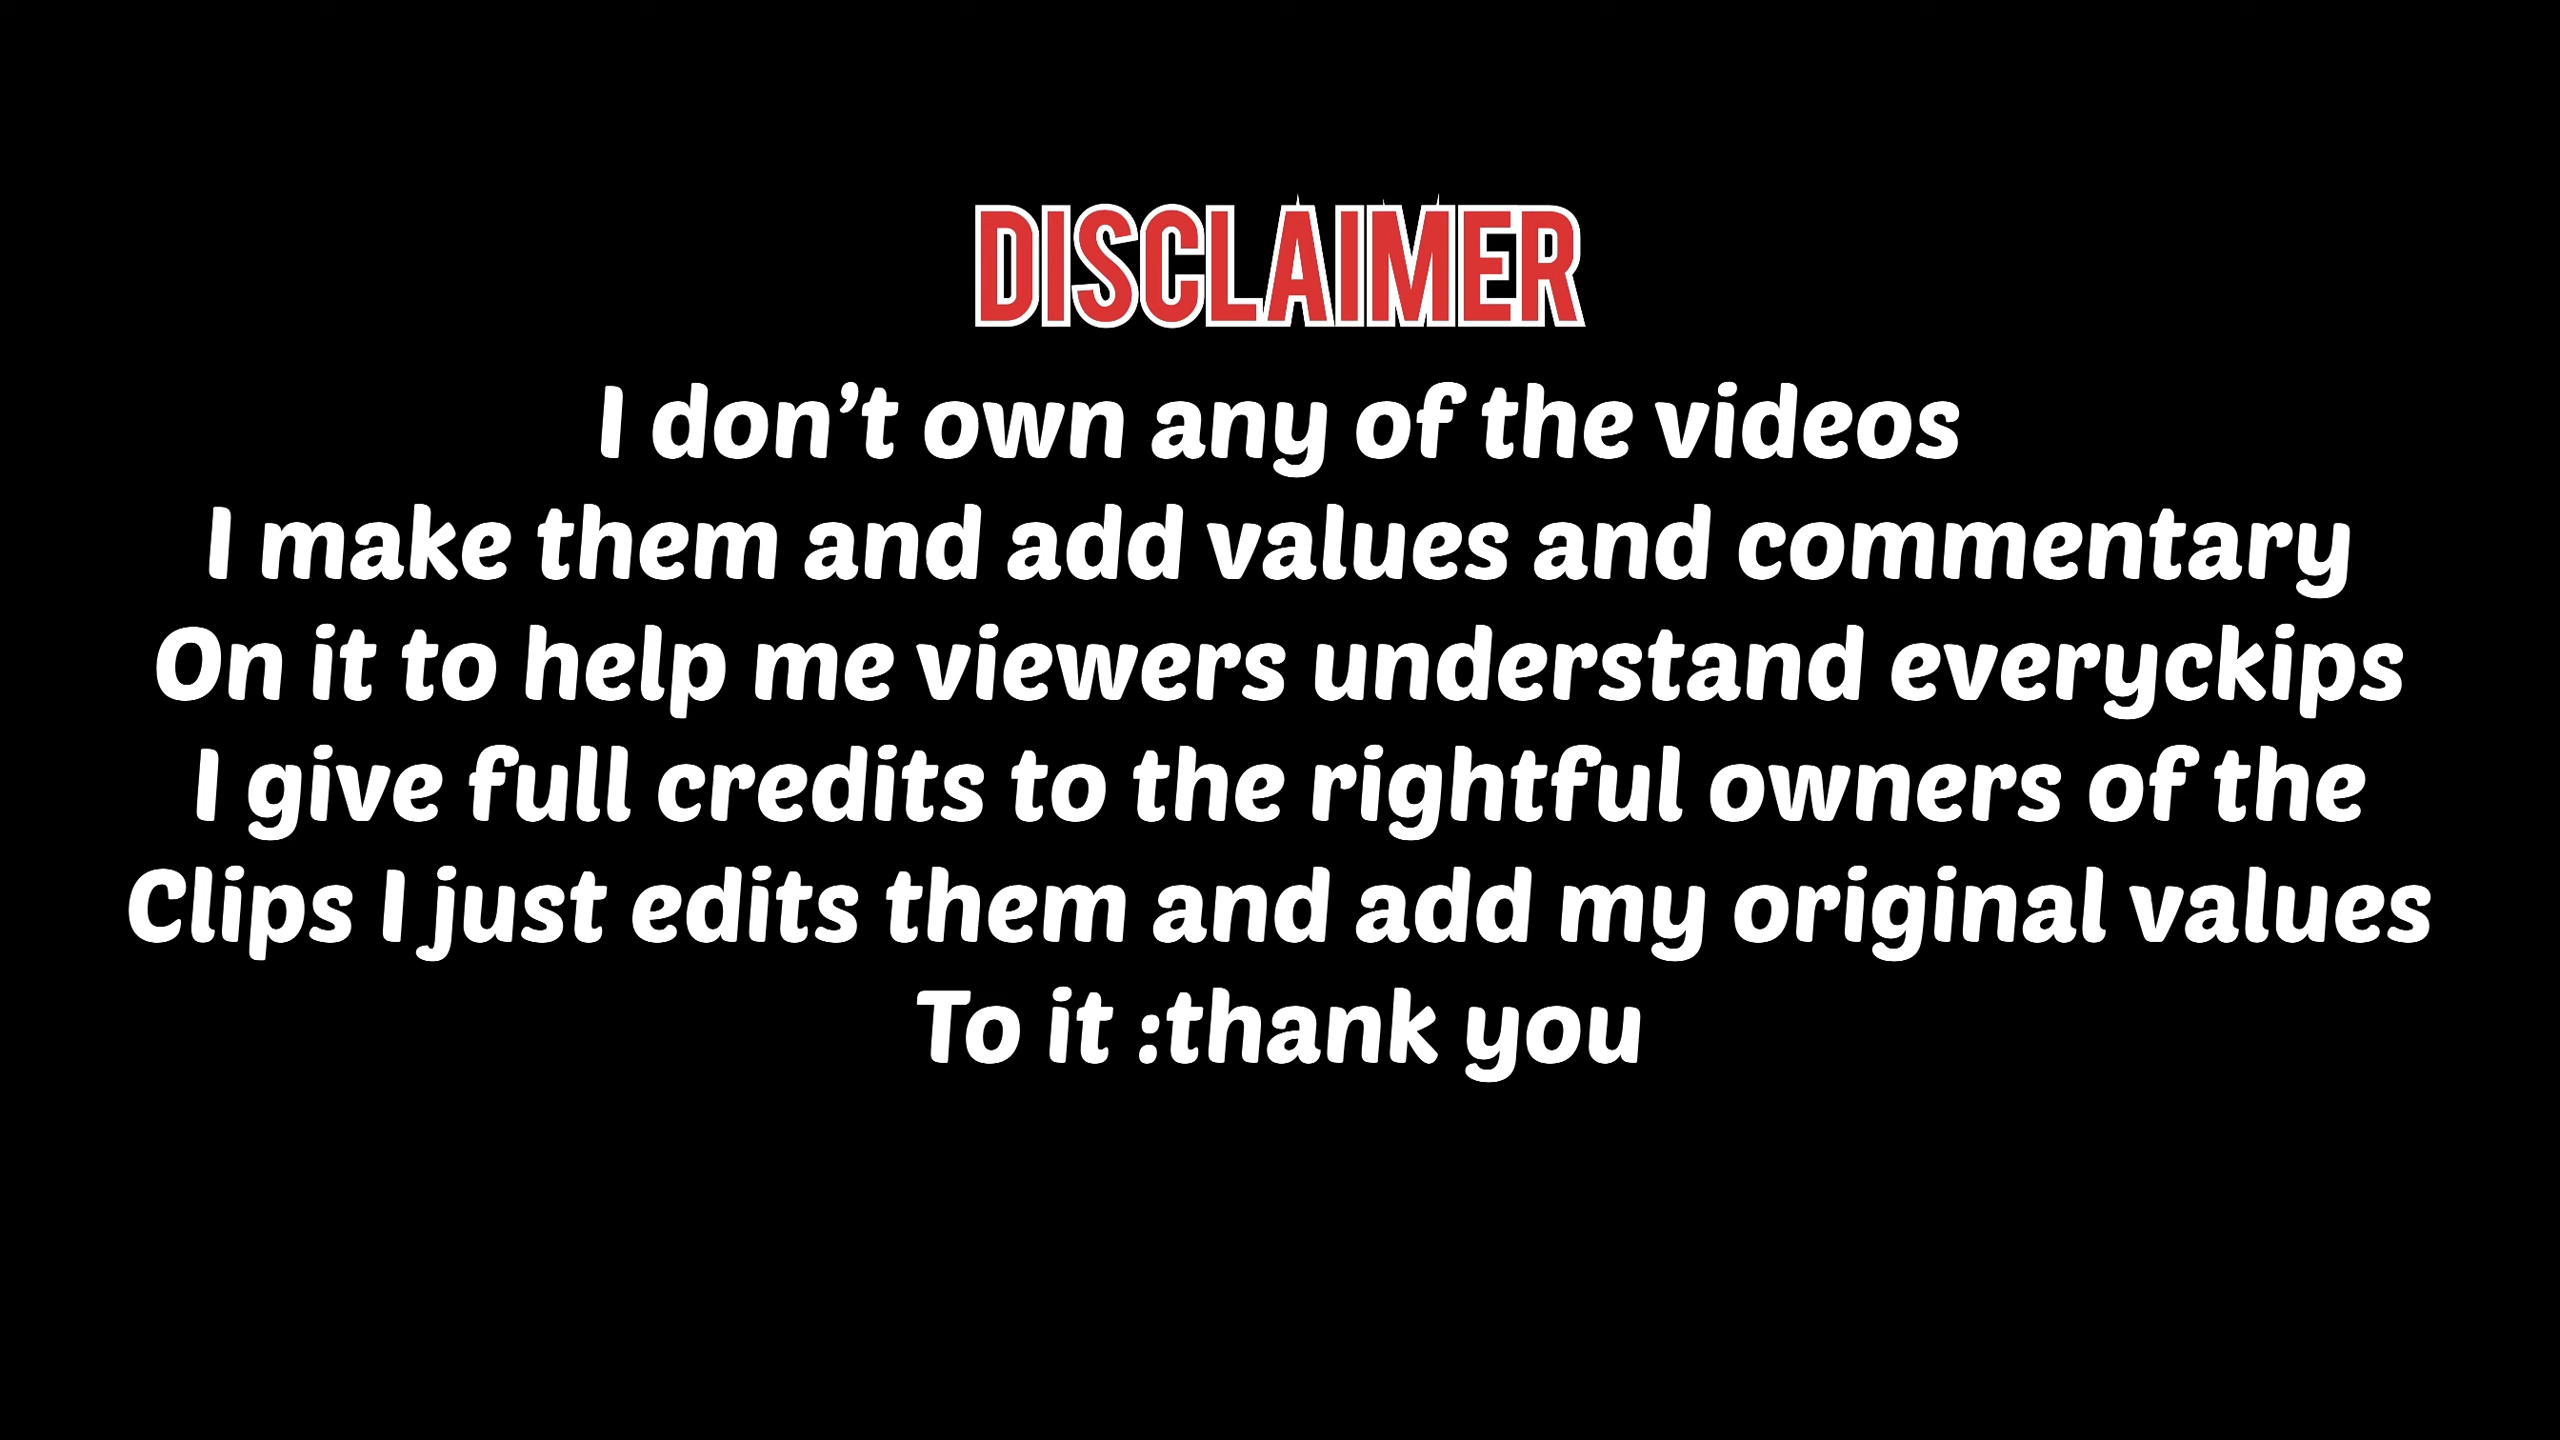 DISCLAIMER
I don’t own any of the videos
I make them and add values and commentary
On it to help me viewers understand everyckips
I give full credits to the rightful owners of the
Clips I just edits them and add my original values
To it :thank you